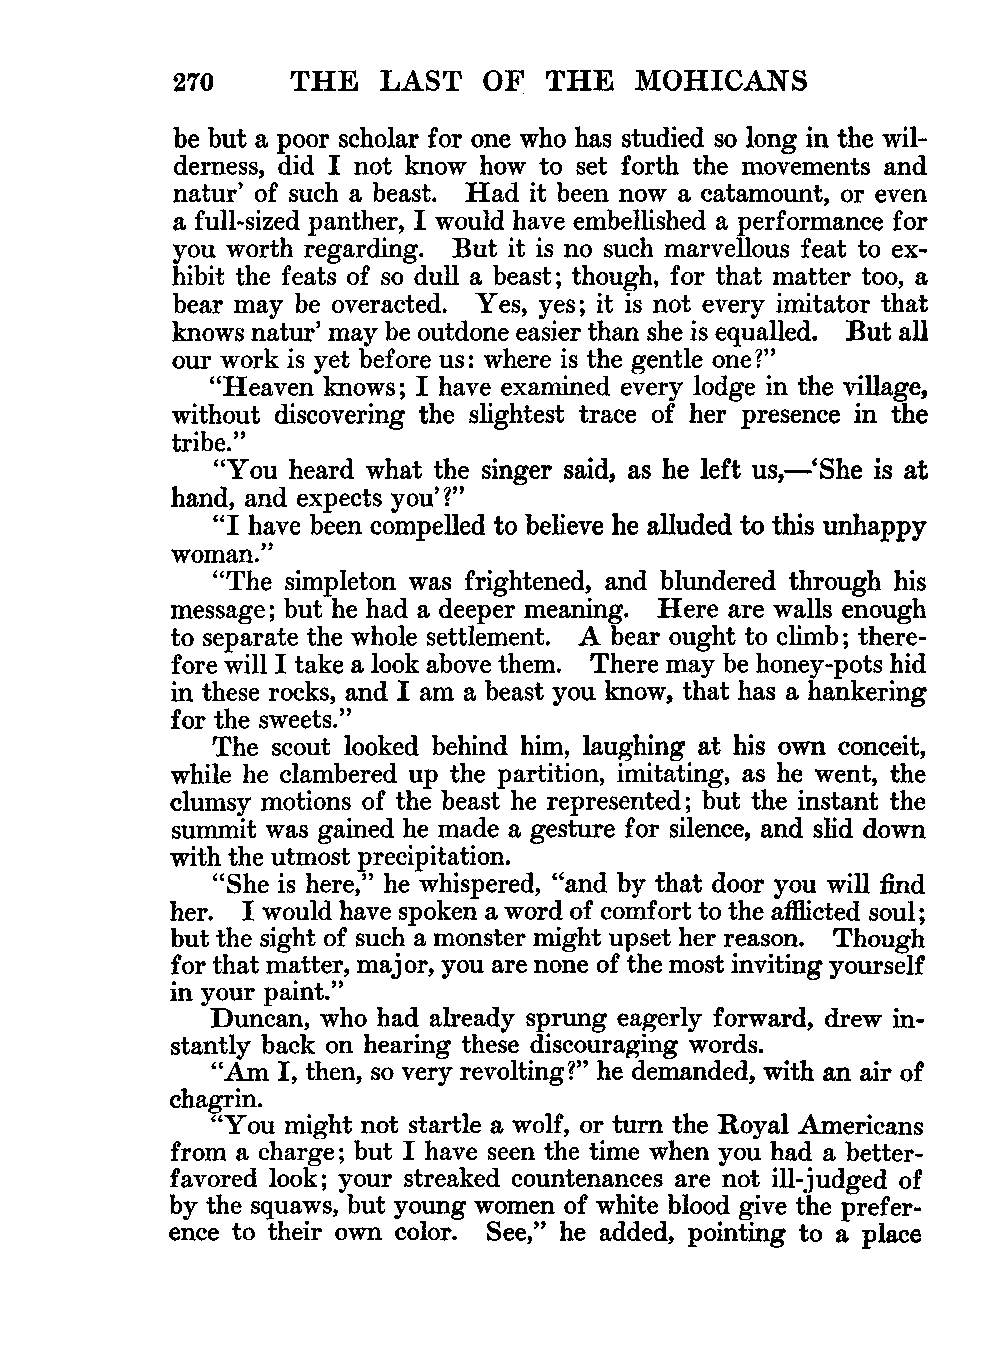 270 THE LAST OF THE MOHICANS
be but a poor scholar for one who has studied so long in the wil-
derness, did I not know how to set forth the movements and
natur' of such a beast. Had it been now a catamount, or even
a full-sized panther, I would have embellished a performance for
you worth regarding. But it is no such marvellous feat to ex-
hibit the feats of so dull a beast; though, for that matter too, a
bear may be overacted. Yes, yes; it is not every imitator that
knows natur' may be outdone easier than she is equalled. But all
our work is yet before us: where is the gentle one?"
"Heaven knows; I have examined every lodge in the village,
without discovering the slightest trace of her presence in the
tribe."
"You heard what the singer said, as he left us,—'She is at
hand, and expects you'?"
"I have been compelled to believe he alluded to this unhappy
woman."
"The simpleton was frightened, and blundered through his
message; but he had a deeper meaning. Here are walls enough
to separate the whole settlement. A bear ought to climb; there-
fore will I take a look above them. There may be honey-pots hid
in these rocks, and I am a beast you know, that has a hankering
for the sweets."
The scout looked behind him, laughing at his own conceit,
while he clambered up the partition, imitating, as he went, the
clumsy motions of the beast he represented; but the instant the
summit was gained he made a gesture for silence, and slid down
with the utmost precipitation.
"She is here," he whispered, "and by that door you will find
her. I would have spoken a word of comfort to the afflicted soul;
but the sight of such a monster might upset her reason. Though
for that matter, major, you are none of the most inviting yourself
in your paint."
Duncan, who had already sprung eagerly forward, drew in-
stantly back on hearing these discouraging words.
"Am I, then, so very revolting?" he demanded, with an air of
chagrin.
"You might not startle a wolf, or turn the Royal Americans
from a charge; but I have seen the time when you had a better-
favored look; your streaked countenances are not ill-judged of
by the squaws, but young women of white blood give the prefer-
ence to their own color. See," he added, pointing to a place